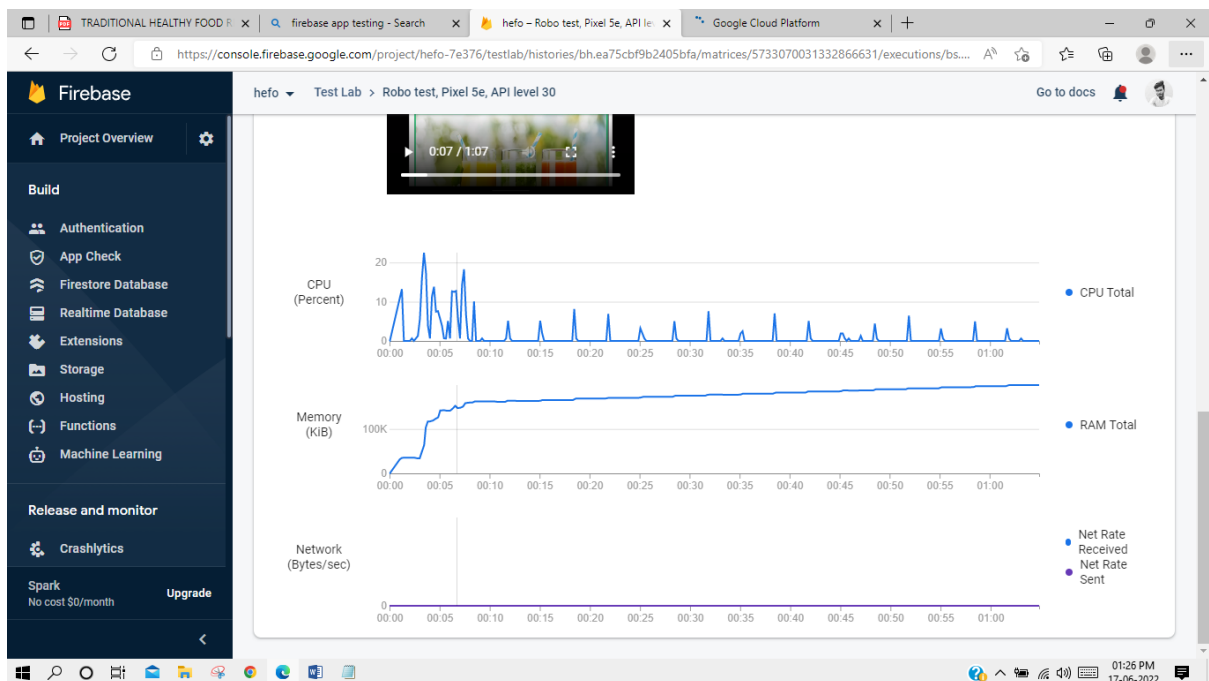 TRADITIONAL HEALTHY FOOD R
firebase app testing - Search
hefo – Robo test, Pixel 5e, API le
Google Cloud Platform
https://console.firebase.google.com/project/hefo-7e376/testlab/histories/bh.ea75cbf9b2405bfa/matrices/5733070031332866631/executions/bs....
Firebase
hefo Test Lab > Robo test, Pixel 5e, API level 30
Go to docs
Project Overview
Build
Authentication
App Check
Firestore Database
Realtime Database
Extensions
Storage
Hosting
Functions
Machine Learning
Release and monitor
Crashlytics
Spark
No cost $0/month
Upgrade
0:07 / 1:07
CPU
(Percent)
20
10
0
00:00 00:05 00:10 00:15 00:20 00:25 00:30 00:35 00:40 00:45 00:50 00:55 01:00
CPU Total
Memory
(KiB)
100K
0
00:00 00:05 00:10 00:15 00:20 00:25 00:30 00:35 00:40 00:45 00:50 00:55 01:00
RAM Total
Network
(Bytes/sec)
0
00:00 00:05 00:10 00:15 00:20 00:25 00:30 00:35 00:40 00:45 00:50 00:55 01:00
Net Rate
Received
Net Rate
Sent
01:26 PM
17-06-2022